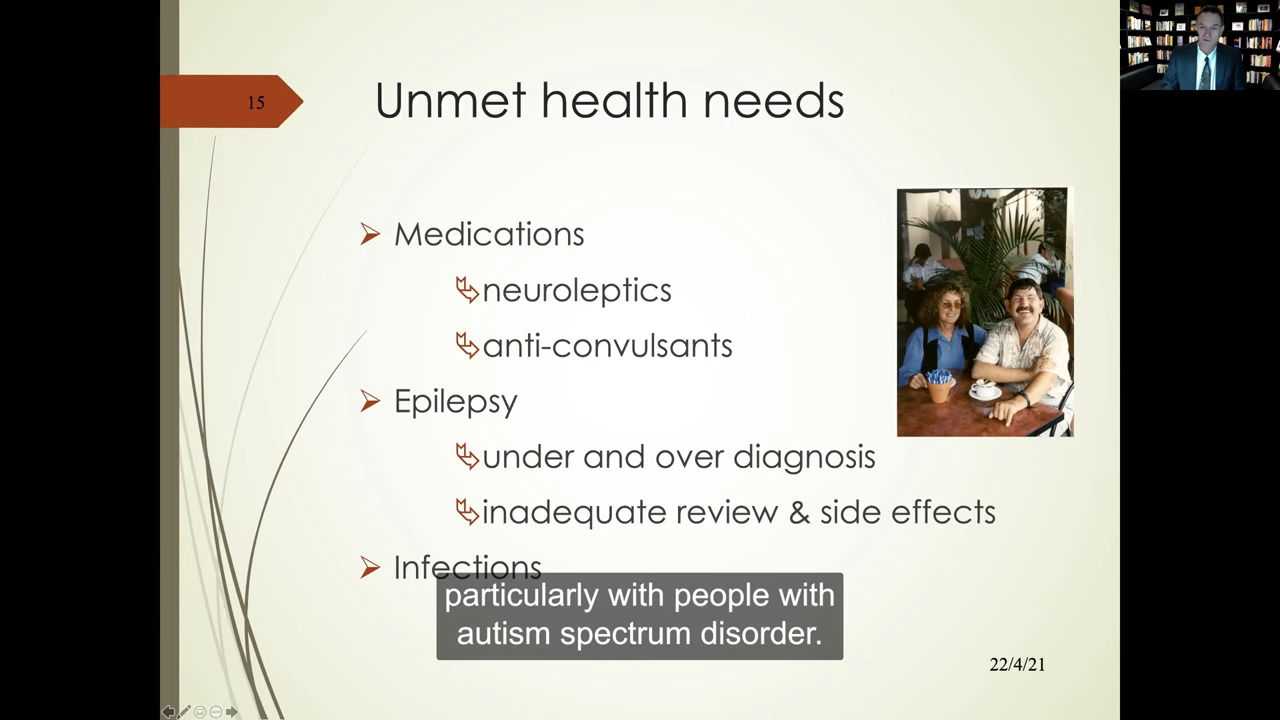 15
Unmet health needs
Medications
neuroleptics
anti-convulsants
Epilepsy
under and over diagnosis
inadequate review & side effects
Infections
particularly with people with
autism spectrum disorder.
22/4/21